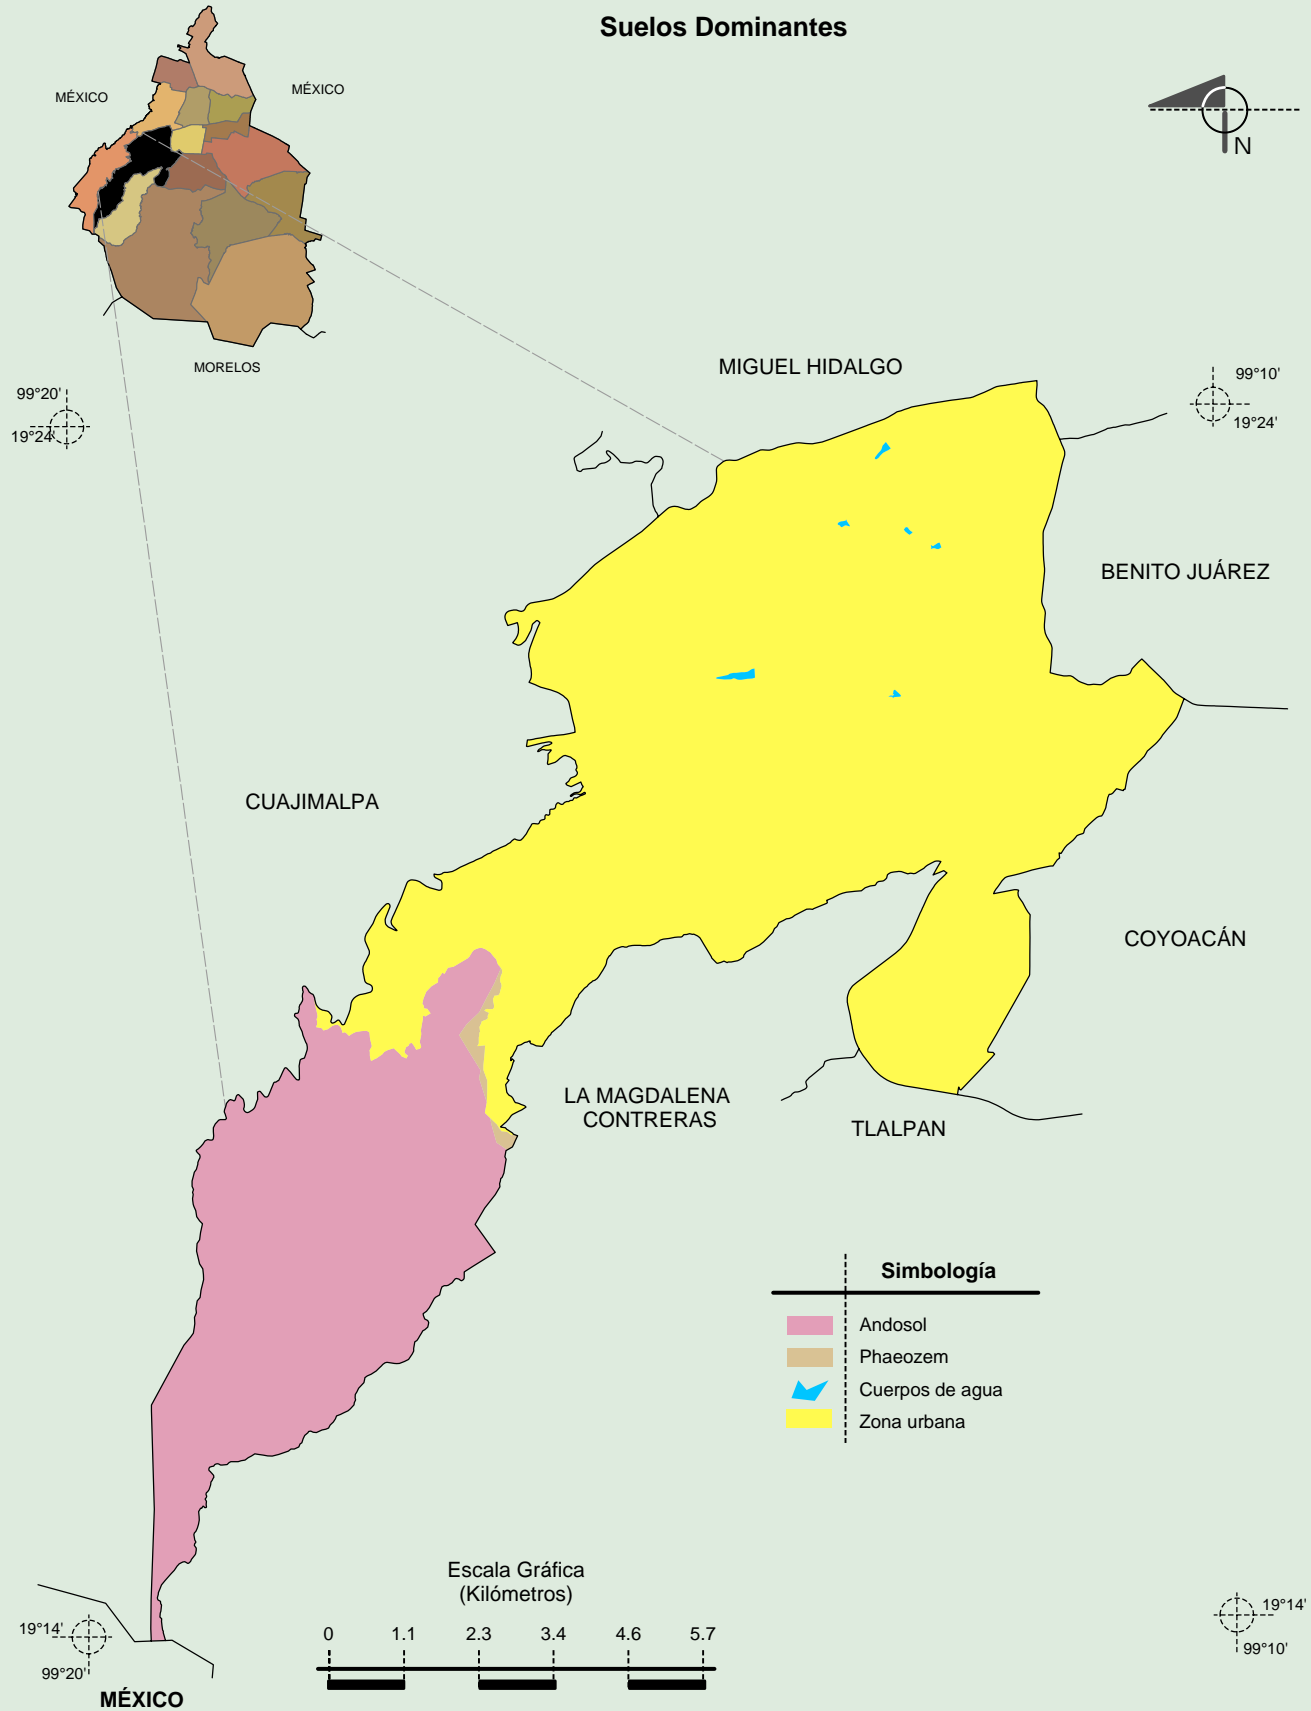 Suelos Dominantes
MÉXICO
MÉXICO
N
MORELOS
MIGUEL HIDALGO
99°20'
19°24'
99°10'
19°24'
BENITO JUÁREZ
CUAJIMALPA
COYOACÁN
LA MAGDALENA
CONTRERAS
TLALPAN
Simbología
Andosol
Phaeozem
Cuerpos de agua
Zona urbana
Escala Gráfica
(Kilómetros)
0 1.1 2.3 3.4 4.6 5.7
19°14'
99°20'
19°14'
99°10'
MÉXICO